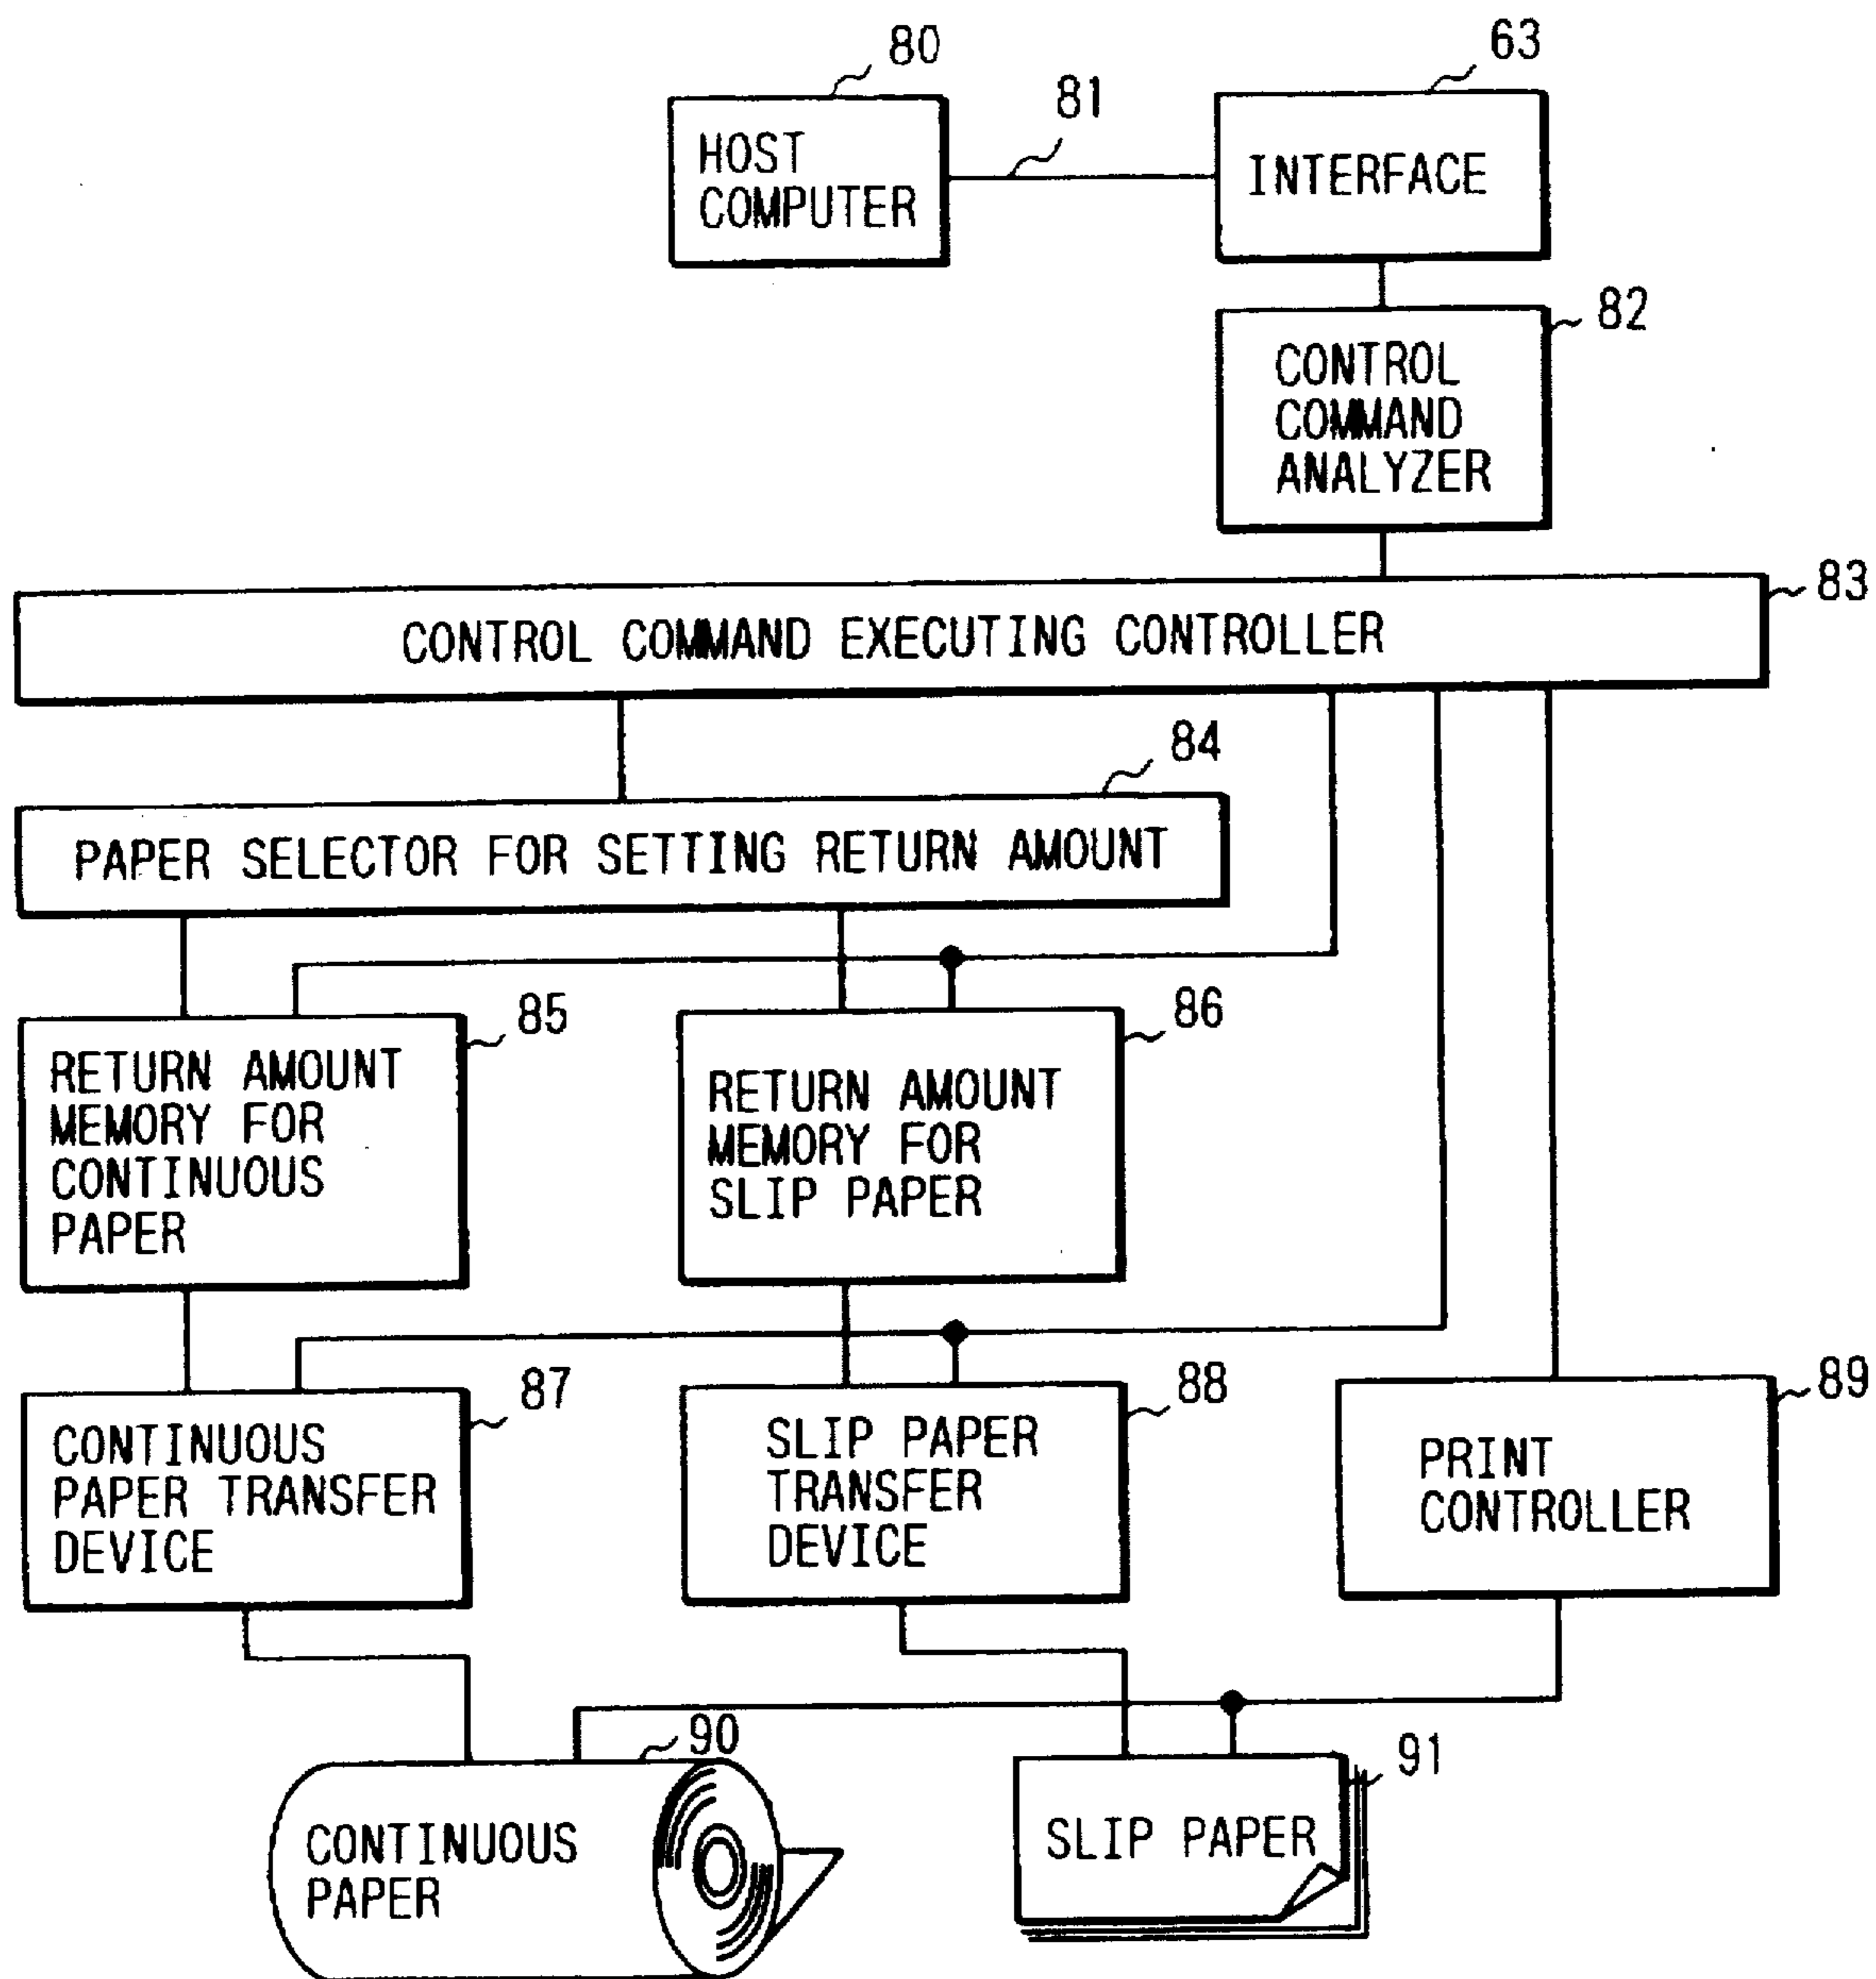 80
63
81
HOST
COMPUTER
INTERFACE
82
CONTROL
COMMAND
ANALYZER
83
CONTROL COMMAND EXECUTING CONTROLLER
84
PAPER SELECTOR FOR SETTING RETURN AMOUNT
85
RETURN AMOUNT
MEMORY FOR
CONTINUOUS
PAPER
86
RETURN AMOUNT
MEMORY FOR
SLIP PAPER
87
CONTINUOUS
PAPER TRANSFER
DEVICE
88
SLIP PAPER
TRANSFER
DEVICE
89
PRINT
CONTROLLER
90
CONTINUOUS
PAPER
91
SLIP PAPER